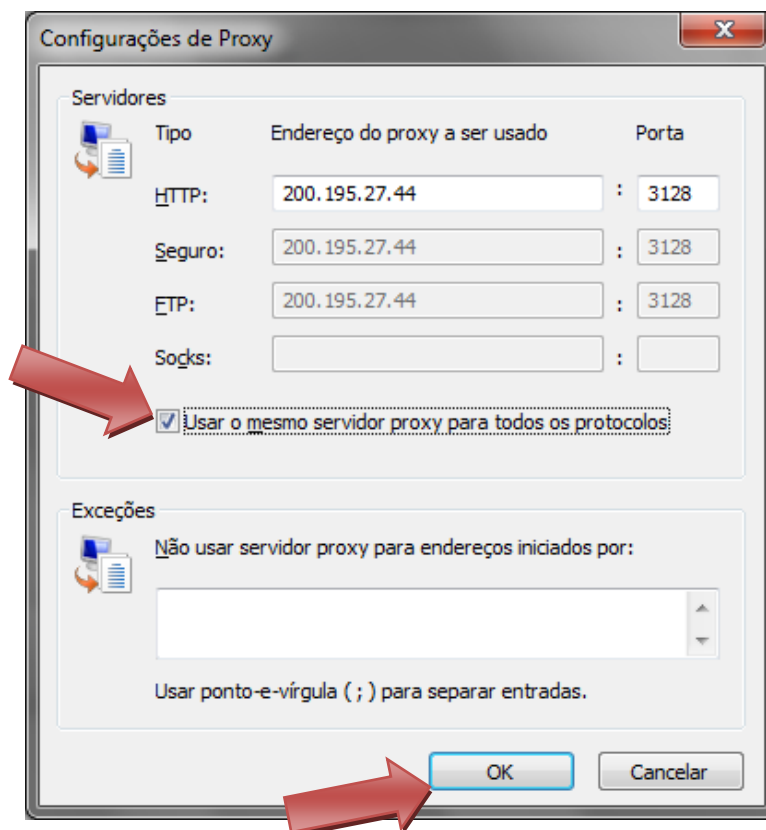 Configurações de Proxy
Servidores
Tipo Endereço do proxy a ser usado Porta
HTTP: 200.195.27.44 : 3128
Seguro: 200.195.27.44 : 3128
FTP: 200.195.27.44 : 3128
Socks: :
Usar o mesmo servidor proxy para todos os protocolos
Exceções
Não usar servidor proxy para endereços iniciados por:
Usar ponto-e-vírgula ( ; ) para separar entradas.
OK Cancelar